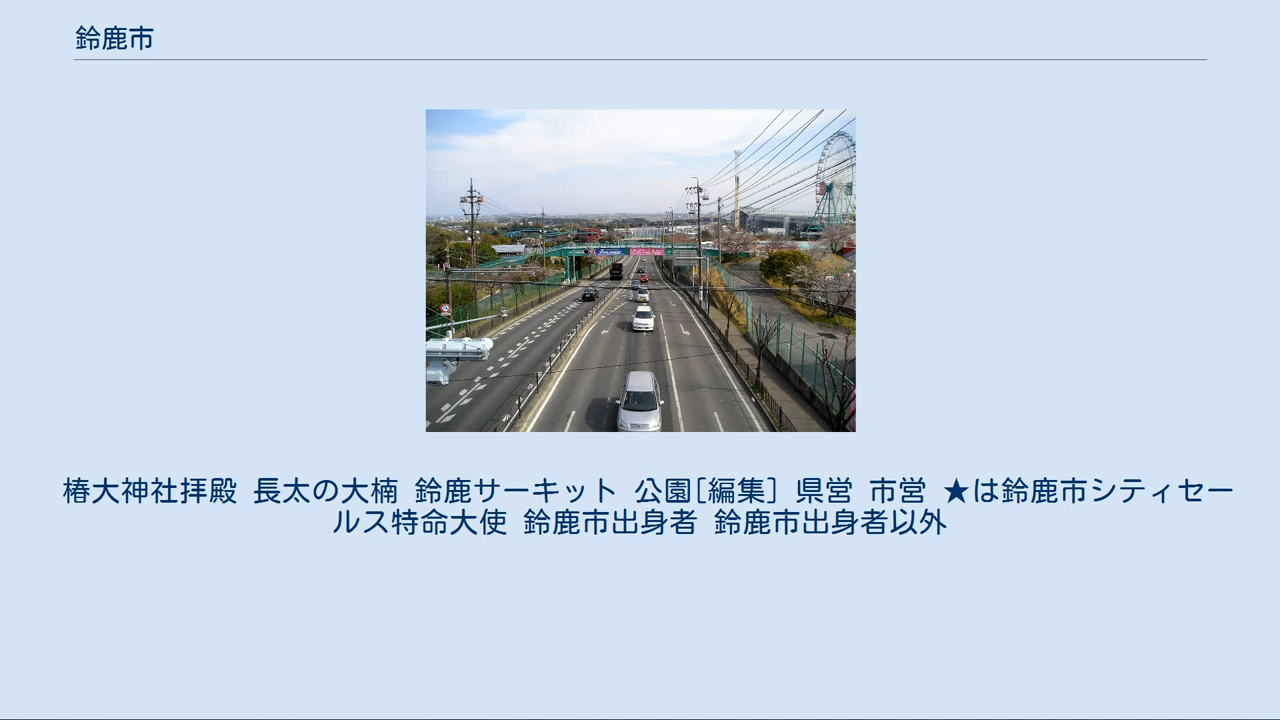 鈴鹿市
椿大神社拝殿 長太の大楠 鈴鹿サーキット 公園[編集] 県営 市営 ★は鈴鹿市シティセー
ルス特命大使 鈴鹿市出身者 鈴鹿市出身者以外